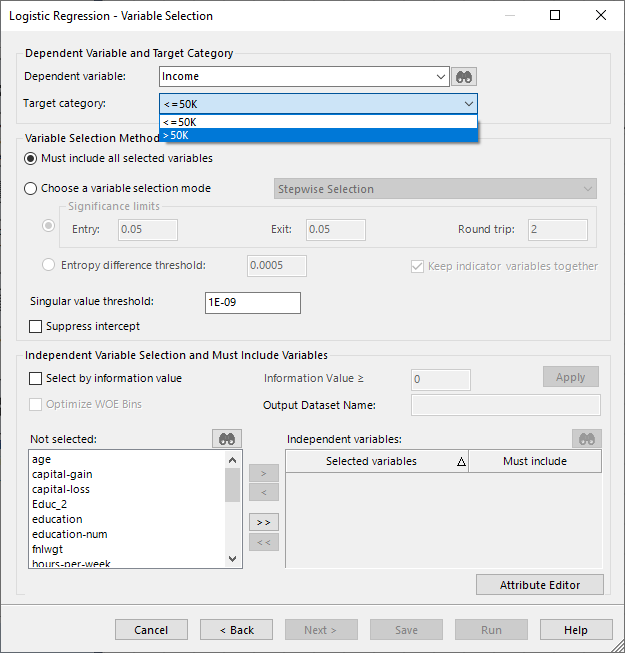 Logistic Regression - Variable Selection
Dependent Variable and Target Category
Dependent variable: Income
Target category: <=50K
<=50K
>50K
Variable Selection Method
Must include all selected variables
Choose a variable selection mode Stepwise Selection
Significance limits
Entry: 0.05 Exit: 0.05 Round trip: 2
Entropy difference threshold: 0.0005 Keep indicator variables together
Singular value threshold: 1E-09
Suppress intercept
Independent Variable Selection and Must Include Variables
Select by information value Information Value ≥ 0 Apply
Optimize WOE Bins Output Dataset Name:
Not selected: Independent variables:
age
capital-gain
capital-loss
Educ_2
education
education-num
fnlwgt
hours-per-week
>
<
>>
<<
Selected variables Must include
Attribute Editor
Cancel < Back Next > Save Run Help